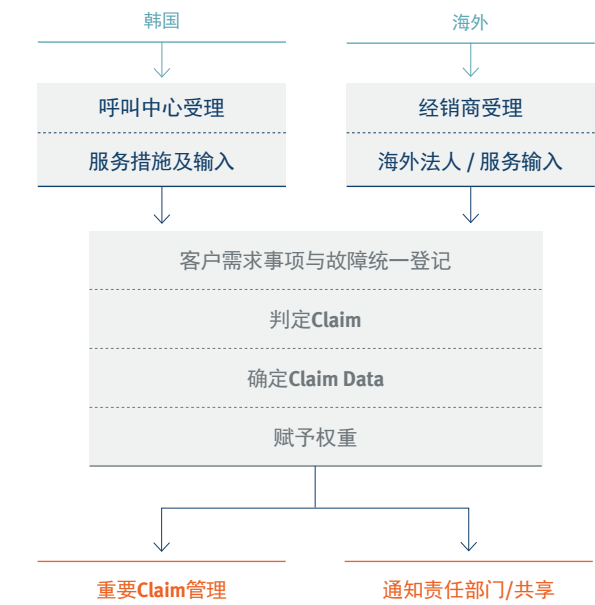 韩国
海外
呼叫中心受理
经销商受理
服务措施及输入
海外法人 / 服务输入
客户需求事项与故障统一登记
判定Claim
确定Claim Data
赋予权重
重要Claim管理
通知责任部门/共享